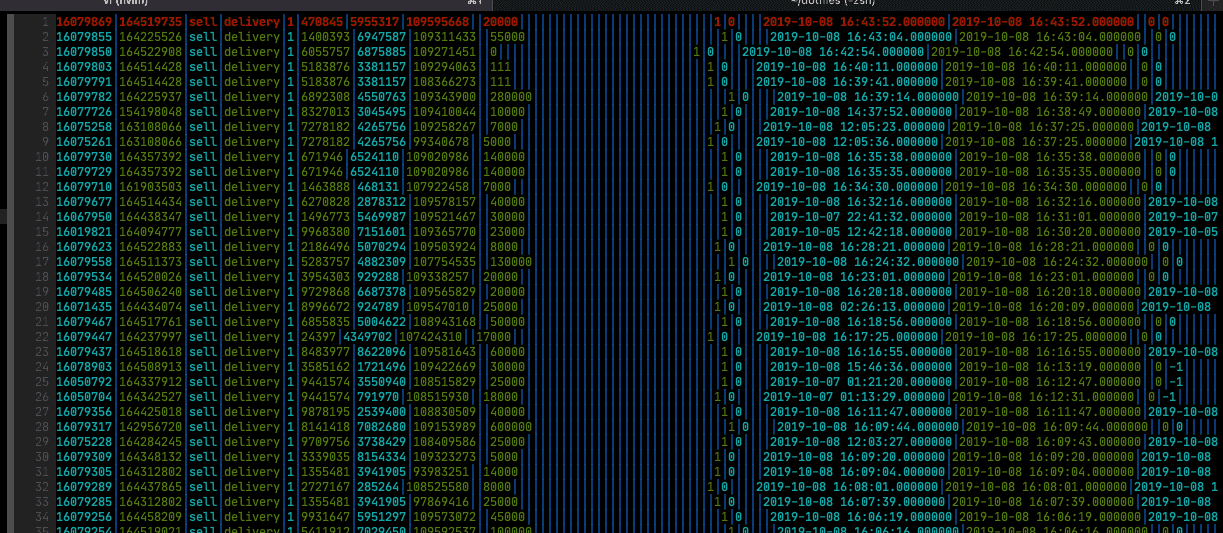 vi (nvim) ⌘1 ~/dotfiles (-zsh) ⌘2
1 16079869|164519735|sell|delivery|1|470845|5955317|109595668||20000 1|0 2019-10-08 16:43:52.000000|2019-10-08 16:43:52.000000||0|0
2 16079855|164225526|sell|delivery|1|1400393|6947587|109311433||55000 1|0 2019-10-08 16:43:04.000000|2019-10-08 16:43:04.000000||0|0
3 16079850|164522908|sell|delivery|1|6055757|6875885|109271451||0 1|0 2019-10-08 16:42:54.000000|2019-10-08 16:42:54.000000||0|0
4 16079803|164514428|sell|delivery|1|5183876|3381157|109294063||111 1|0 2019-10-08 16:40:11.000000|2019-10-08 16:40:11.000000||0|0
5 16079791|164514428|sell|delivery|1|5183876|3381157|108366273||111 1|0 2019-10-08 16:39:41.000000|2019-10-08 16:39:41.000000||0|0
6 16079782|164225937|sell|delivery|1|6892308|4550763|109343900||280000 1|0 2019-10-08 16:39:14.000000|2019-10-08 16:39:14.000000|2019-10-0
7 16077726|154198048|sell|delivery|1|8327013|3045495|109410044||10000 1|0 2019-10-08 14:37:52.000000|2019-10-08 16:38:49.000000|2019-10-08
8 16075258|163108066|sell|delivery|1|7278182|4265756|109258267||7000 1|0 2019-10-08 12:05:23.000000|2019-10-08 16:37:25.000000|2019-10-08
9 16075261|163108066|sell|delivery|1|7278182|4265756|99340678||5000 1|0 2019-10-08 12:05:36.000000|2019-10-08 16:37:25.000000|2019-10-08 1
10 16079730|164357392|sell|delivery|1|671946|6524110|109020986||140000 1|0 2019-10-08 16:35:38.000000|2019-10-08 16:35:38.000000||0|0
11 16079729|164357392|sell|delivery|1|671946|6524110|109020986||140000 1|0 2019-10-08 16:35:35.000000|2019-10-08 16:35:35.000000||0|0
12 16079710|161903503|sell|delivery|1|1463888|468131|107922458||7000 1|0 2019-10-08 16:34:30.000000|2019-10-08 16:34:30.000000||0|0
13 16079677|164514434|sell|delivery|1|6270828|2878312|109578157||40000 1|0 2019-10-08 16:32:16.000000|2019-10-08 16:32:16.000000|2019-10-08
14 16067950|164438347|sell|delivery|1|1496773|5469987|109521467||30000 1|0 2019-10-07 22:41:32.000000|2019-10-08 16:31:01.000000|2019-10-07
15 16019821|164094777|sell|delivery|1|9968380|7151601|109365770||23000 1|0 2019-10-05 12:42:18.000000|2019-10-08 16:30:20.000000|2019-10-05
16 16079623|164522883|sell|delivery|1|2186496|5070294|109503924||8000 1|0 2019-10-08 16:28:21.000000|2019-10-08 16:28:21.000000||0|0
17 16079558|164511373|sell|delivery|1|5283757|4882309|107754535||130000 1|0 2019-10-08 16:24:32.000000|2019-10-08 16:24:32.000000||0|0
18 16079534|164520026|sell|delivery|1|3954303|929288|109338257||20000 1|0 2019-10-08 16:23:01.000000|2019-10-08 16:23:01.000000||0|0
19 16079485|164506240|sell|delivery|1|9729868|6687378|109565829||20000 1|0 2019-10-08 16:20:18.000000|2019-10-08 16:20:18.000000|2019-10-08
20 16071435|164434074|sell|delivery|1|8996672|924789|109547010||25000 1|0 2019-10-08 02:26:13.000000|2019-10-08 16:20:09.000000|2019-10-08
21 16079467|164517761|sell|delivery|1|6855835|5004622|108943168||50000 1|0 2019-10-08 16:18:56.000000|2019-10-08 16:18:56.000000||0|0
22 16079447|164237997|sell|delivery|1|24397|4349702|107424310||17000 1|0 2019-10-08 16:17:25.000000|2019-10-08 16:17:25.000000||0|0
23 16079437|164518618|sell|delivery|1|8483977|8622096|109581643||60000 1|0 2019-10-08 16:16:55.000000|2019-10-08 16:16:55.000000|2019-10-08
24 16078903|164508913|sell|delivery|1|3585162|1721496|109422669||30000 1|0 2019-10-08 15:46:36.000000|2019-10-08 16:13:19.000000||0|-1
25 16050792|164337912|sell|delivery|1|9441574|3550940|108515829||25000 1|0 2019-10-07 01:21:20.000000|2019-10-08 16:12:47.000000||0|-1
26 16050704|164342527|sell|delivery|1|9441574|791970|108515930||18000 1|0 2019-10-07 01:13:29.000000|2019-10-08 16:12:31.000000||0|-1
27 16079356|164425018|sell|delivery|1|9878195|2539400|108830509||40000 1|0 2019-10-08 16:11:47.000000|2019-10-08 16:11:47.000000|2019-10-08
28 16079317|142956720|sell|delivery|1|8141418|7082680|109153989||600000 1|0 2019-10-08 16:09:44.000000|2019-10-08 16:09:44.000000||0|0
29 16075228|164284245|sell|delivery|1|9709756|3738429|108409586||25000 1|0 2019-10-08 12:03:27.000000|2019-10-08 16:09:43.000000|2019-10-08
30 16079309|164348132|sell|delivery|1|3339035|8154334|109323273||5000 1|0 2019-10-08 16:09:20.000000|2019-10-08 16:09:20.000000|2019-10-08
31 16079305|164312802|sell|delivery|1|1355481|3941905|93983251||14000 1|0 2019-10-08 16:09:04.000000|2019-10-08 16:09:04.000000|2019-10-08
32 16079289|164437865|sell|delivery|1|2727167|285264|108525580||8000 1|0 2019-10-08 16:08:01.000000|2019-10-08 16:08:01.000000|2019-10-08 1
33 16079285|164312802|sell|delivery|1|1355481|3941905|97869416||25000 1|0 2019-10-08 16:07:39.000000|2019-10-08 16:07:39.000000|2019-10-08
34 16079256|164458209|sell|delivery|1|9931647|5951297|109573072||45000 1|0 2019-10-08 16:06:19.000000|2019-10-08 16:06:19.000000|2019-10-08